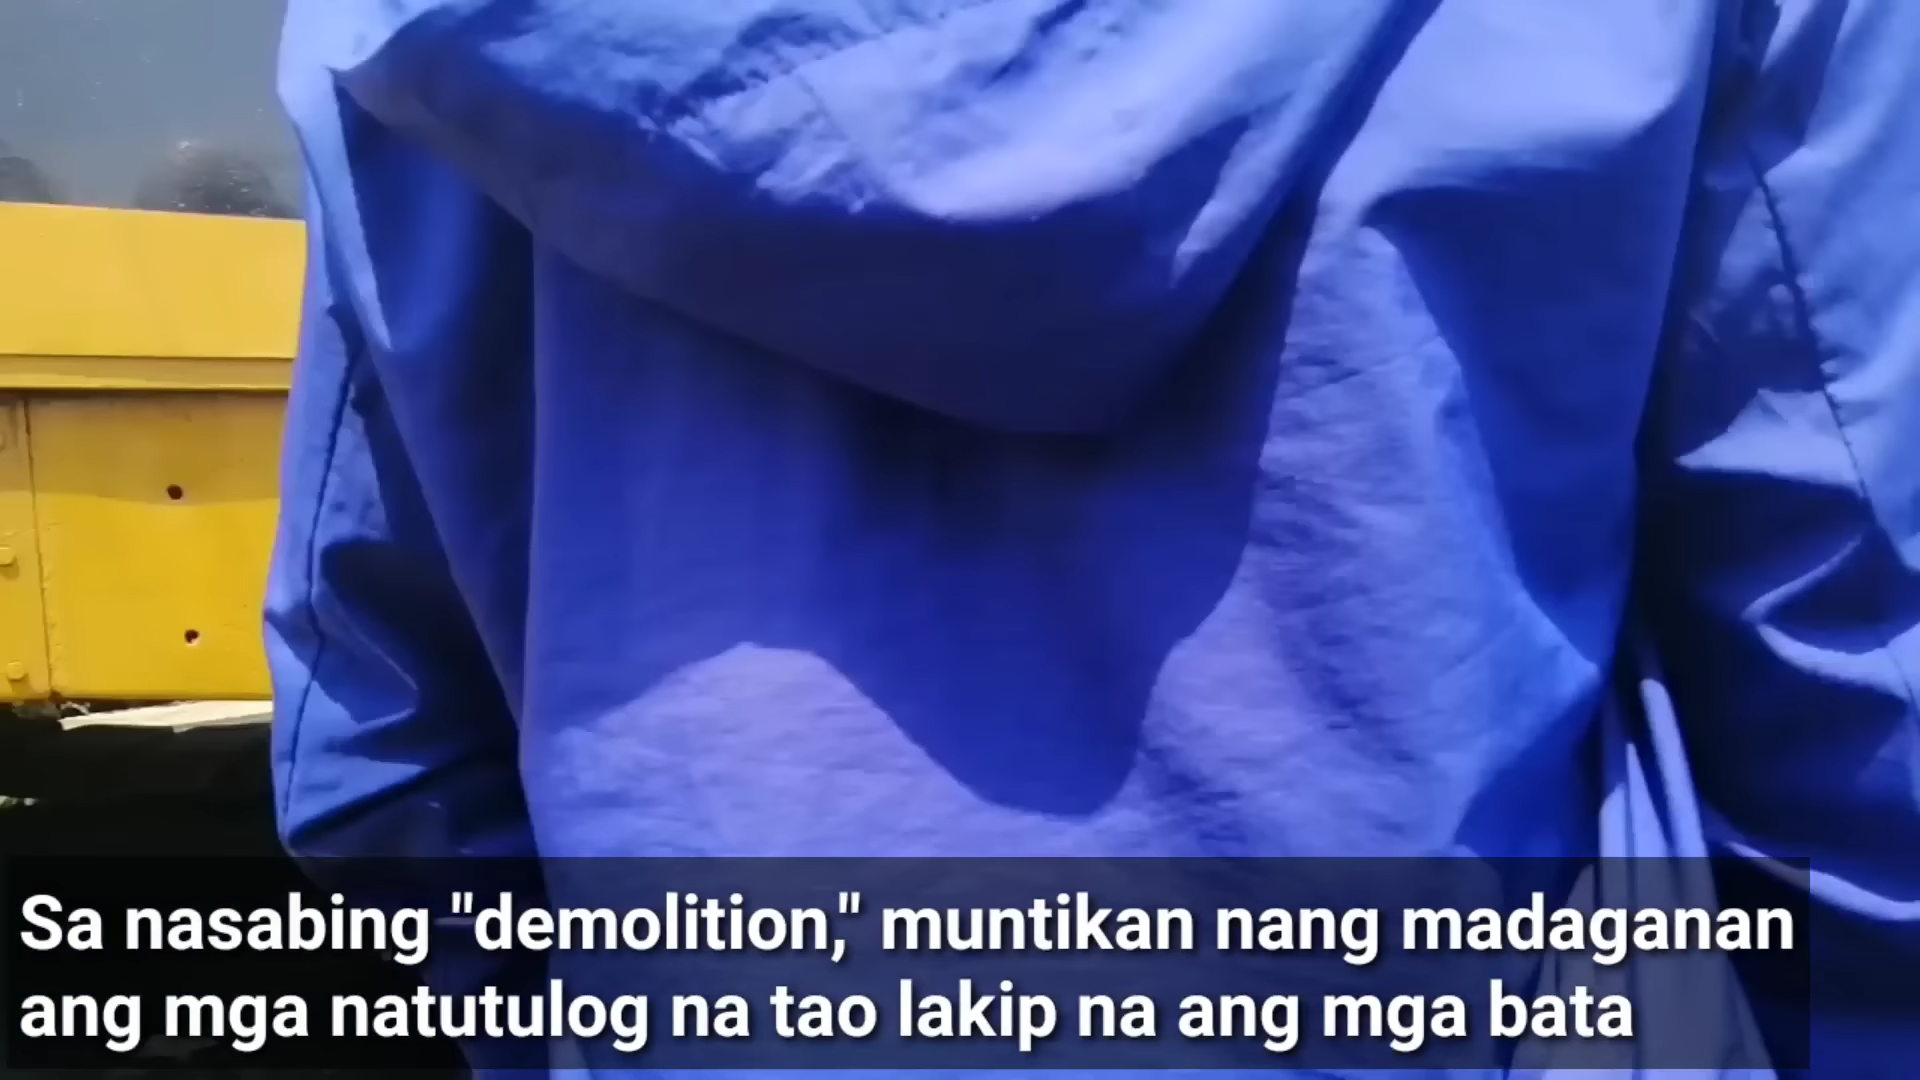 Sa nasabing "demolition," muntikan nang madaganan
ang mga natutulog na tao lakip na ang mga bata